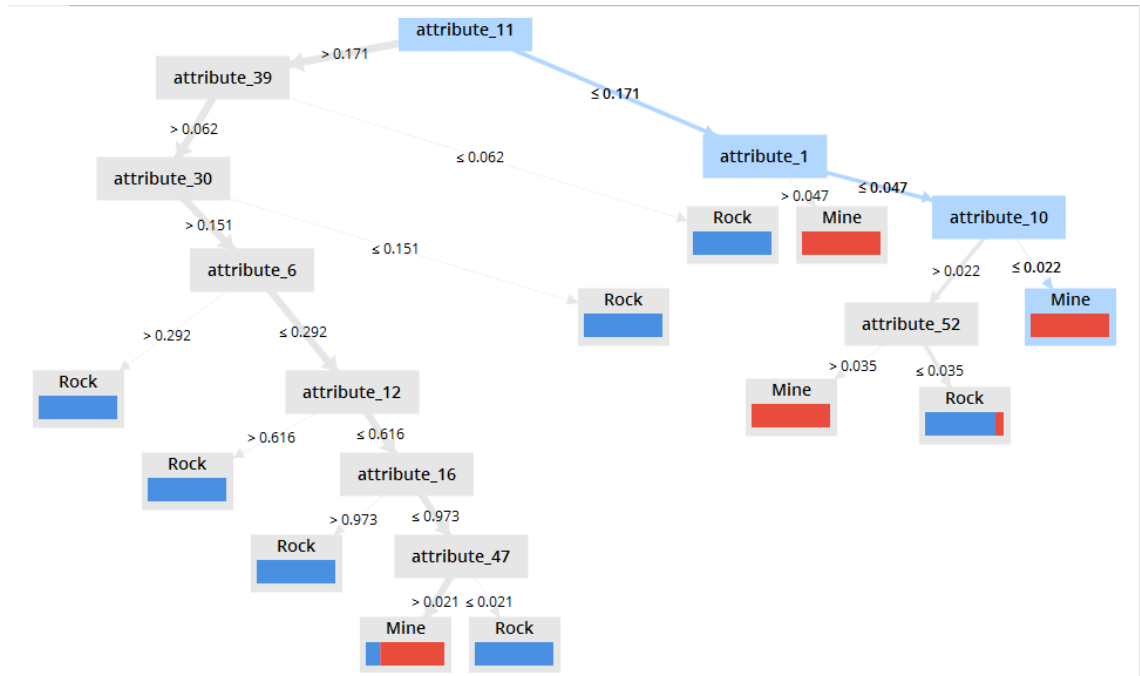 attribute_11
> 0.171
attribute_39
≤ 0.171
> 0.062
attribute_1
≤ 0.062
attribute_30
> 0.047
≤ 0.047
Rock
Mine
attribute_10
> 0.151
≤ 0.151
attribute_6
> 0.022
≤ 0.022
Rock
Mine
attribute_52
> 0.292
≤ 0.292
> 0.035
≤ 0.035
Rock
attribute_12
Mine
Rock
> 0.616
≤ 0.616
Rock
attribute_16
> 0.973
≤ 0.973
Rock
attribute_47
> 0.021
≤ 0.021
Mine
Rock